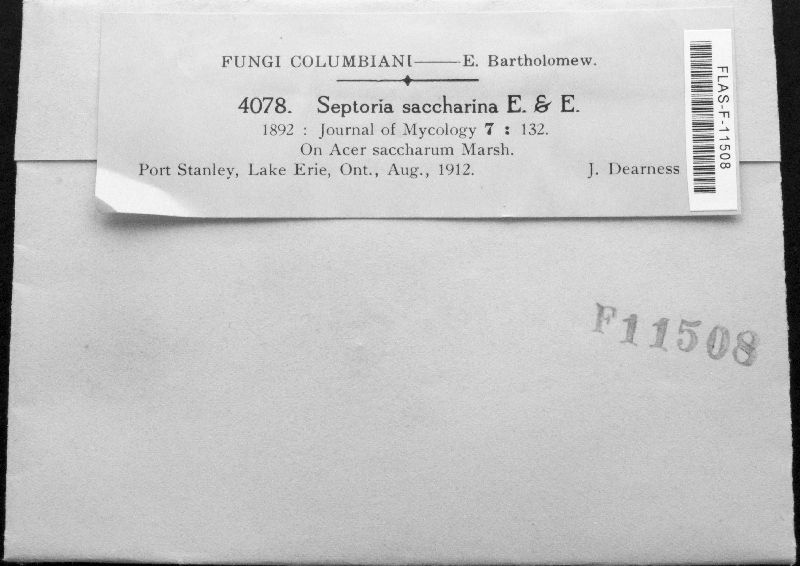 FUNGI COLUMBIANI——E. Bartholomew.
4078. Septoria saccharina E. & E.
1892 : Journal of Mycology 7 : 132.
On Acer saccharum Marsh.
Port Stanley, Lake Erie, Ont., Aug., 1912. J. Dearness
FLAS-F-11508
F11508